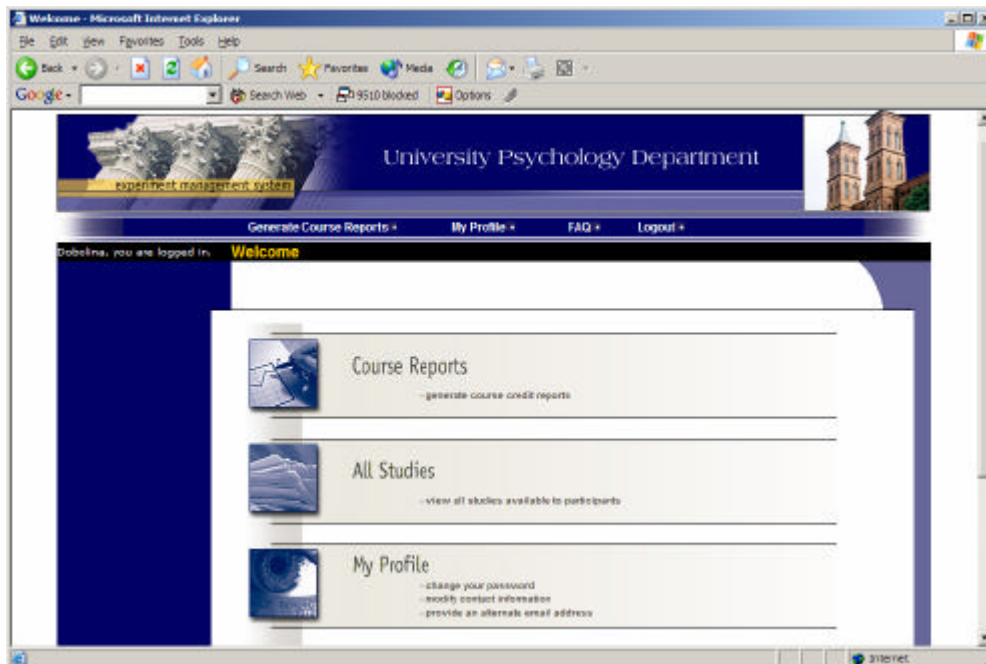 Welcome - Microsoft Internet Explorer
File Edit View Favorites Tools Help
Back Search Favorites Media
Google Search Web 9510 blocked Options
University Psychology Department
experiment management system
Generate Course Reports My Profile FAQ Logout
Dobelina, you are logged in. Welcome
Course Reports
-generate course credit reports
All Studies
-view all studies available to participants
My Profile
-change your password
-modify contact information
-provide an alternate email address
Internet